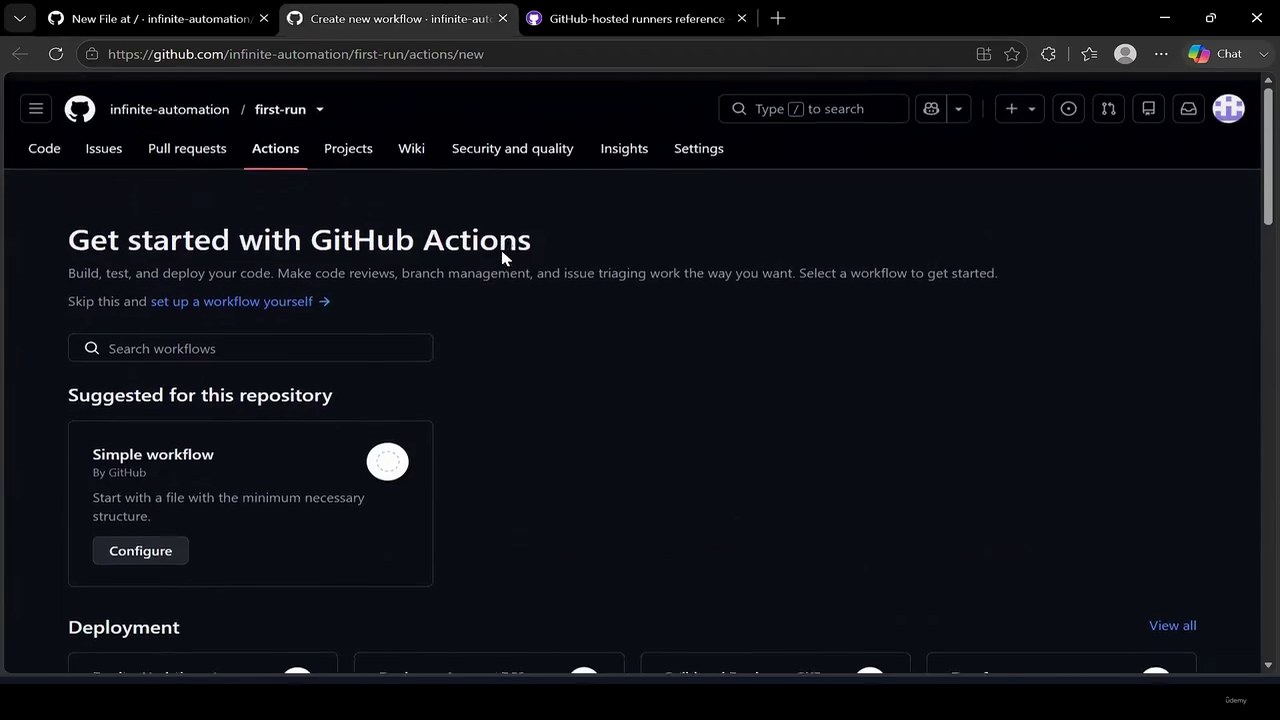 New File at / · infinite-automation,
Create new workflow · infinite-aut
GitHub-hosted runners reference
https://github.com/infinite-automation/first-run/actions/new
Chat
infinite-automation / first-run
Type / to search
Code Issues Pull requests Actions Projects Wiki Security and quality Insights Settings
Get started with GitHub Actions
Build, test, and deploy your code. Make code reviews, branch management, and issue triaging work the way you want. Select a workflow to get started.
Skip this and set up a workflow yourself →
Search workflows
Suggested for this repository
Simple workflow
By GitHub
Start with a file with the minimum necessary
structure.
Configure
Deployment
View all
Udemy